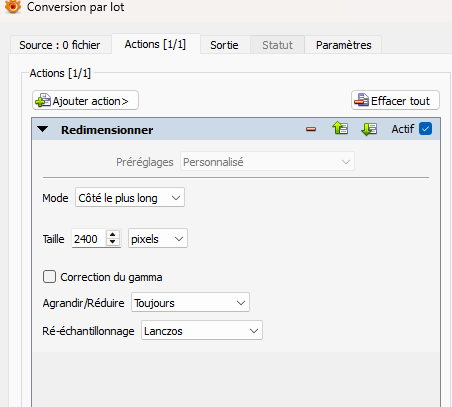 Conversion par lot
Source : 0 fichier Actions [1/1] Sortie Statut Paramètres
Actions [1/1]
Ajouter action> Effacer tout
Redimensionner Actif
Préréglages Personnalisé
Mode Côté le plus long
Taille 2400 pixels
Correction du gamma
Agrandir/Réduire Toujours
Ré-échantillonnage Lanczos